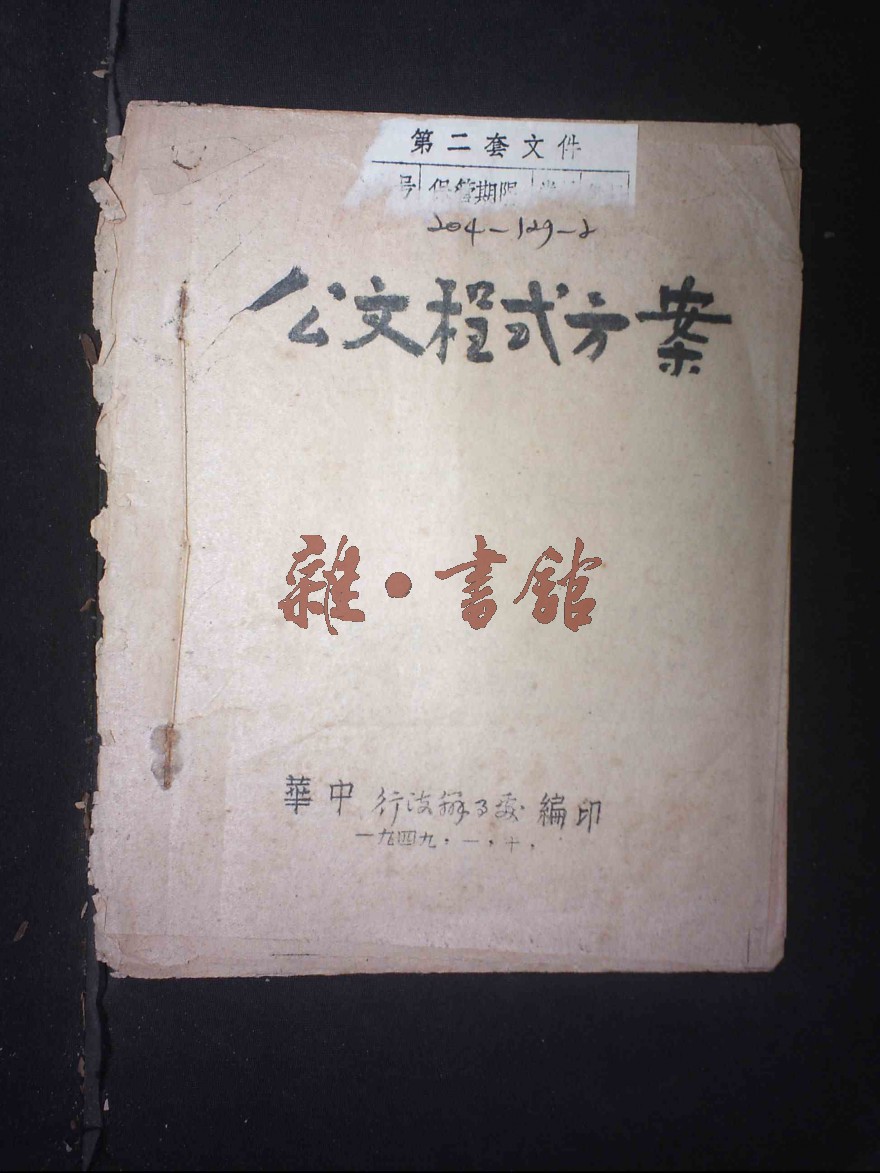 第二套文件
号 保管期限
204-129-2
公文程式方案
雜·書館
華中行政辦事處編印
一九四九.一.十.